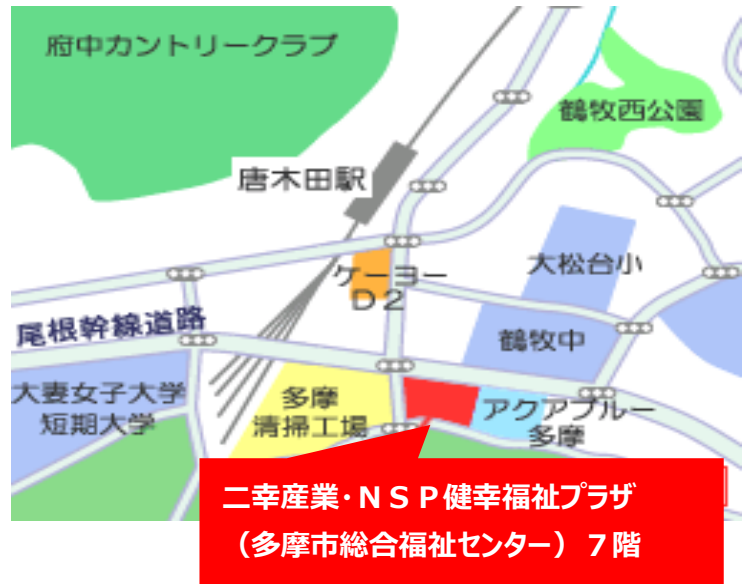 府中カントリークラブ
鶴牧西公園
唐木田駅
大松台小
ケーヨー
D2
尾根幹線道路
鶴牧中
大妻女子大学
短期大学
多摩
清掃工場
アクアブルー
多摩
二幸産業・NSP健幸福祉プラザ
(多摩市総合福祉センター) 7階